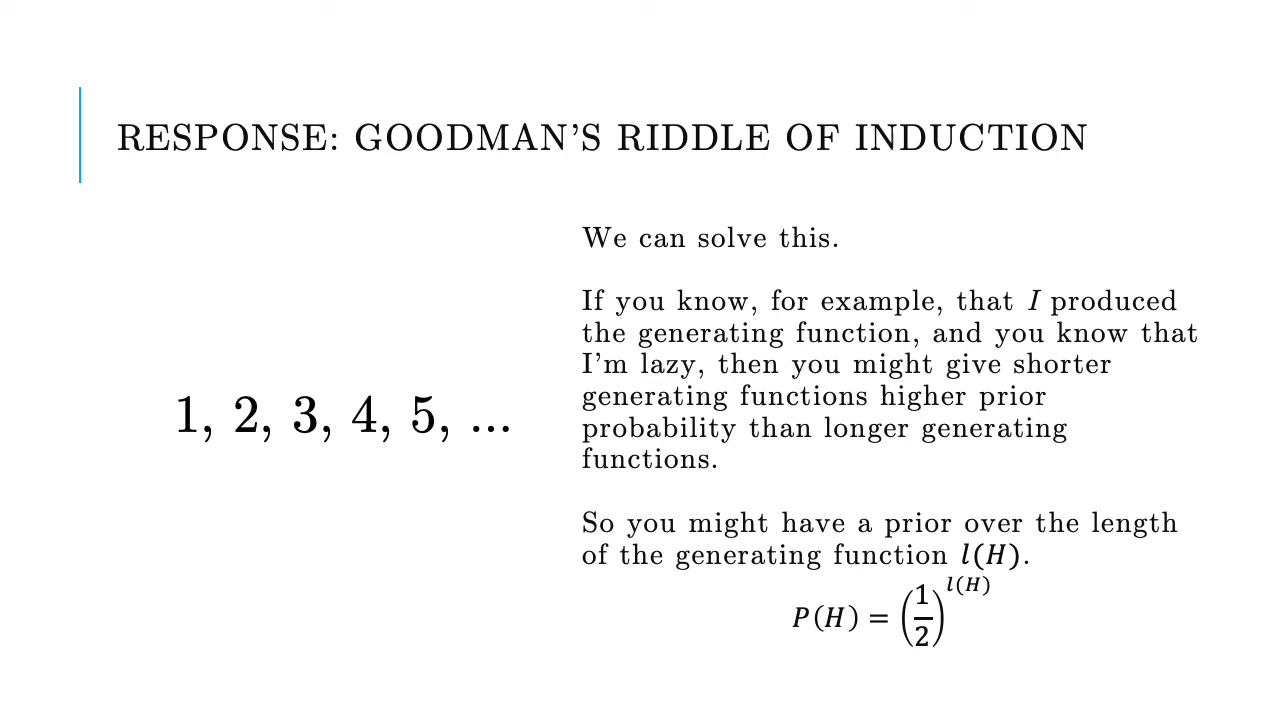 RESPONSE: GOODMAN’S RIDDLE OF INDUCTION
1, 2, 3, 4, 5, ...
We can solve this.
If you know, for example, that I produced
the generating function, and you know that
I’m lazy, then you might give shorter
generating functions higher prior
probability than longer generating
functions.
So you might have a prior over the length
of the generating function l(H).
P(H) = (1/2)^l(H)